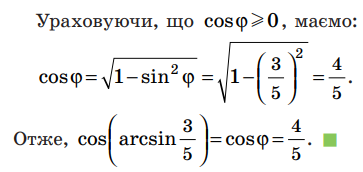 Ураховуючи, що cosφ⩾0, маємо:
cosφ=√(1−sin²φ)=√(1−(3/5)²)=4/5.
Отже, cos(arcsin 3/5)=cosφ=4/5.